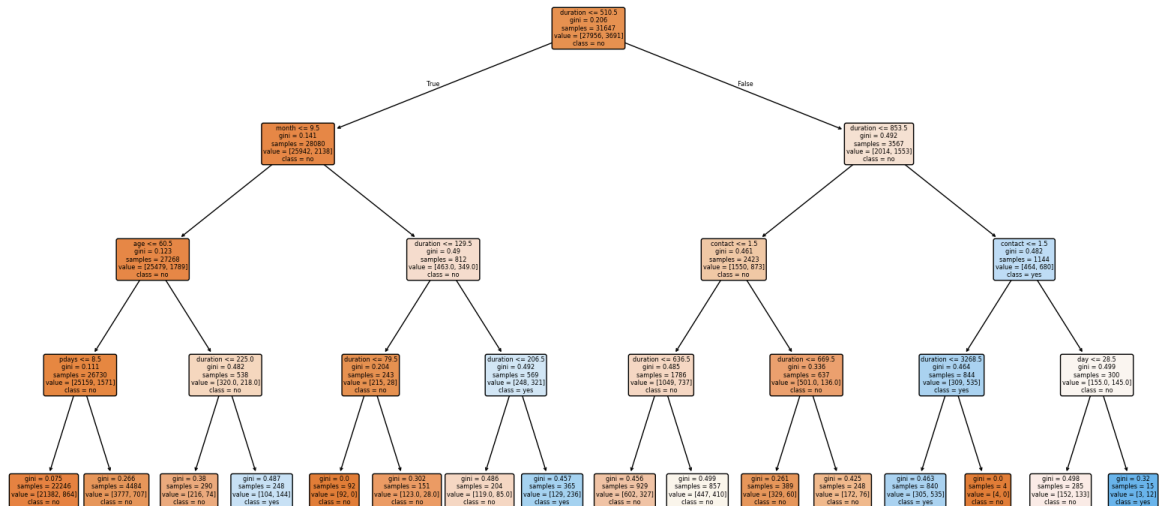 duration <= 510.5
gini = 0.206
samples = 31647
value = [27956, 3691]
class = no
True
False
month <= 9.5
gini = 0.141
samples = 28080
value = [25942, 2138]
class = no
duration <= 853.5
gini = 0.492
samples = 3567
value = [2014, 1553]
class = no
age <= 60.5
gini = 0.123
samples = 27268
value = [25479, 1789]
class = no
duration <= 129.5
gini = 0.49
samples = 812
value = [463.0, 349.0]
class = no
contact <= 1.5
gini = 0.461
samples = 2423
value = [1550, 873]
class = no
contact <= 1.5
gini = 0.482
samples = 1144
value = [464, 680]
class = yes
pdays <= 8.5
gini = 0.111
samples = 26730
value = [25159, 1571]
class = no
duration <= 225.0
gini = 0.482
samples = 538
value = [320.0, 218.0]
class = no
duration <= 79.5
gini = 0.204
samples = 243
value = [215, 28]
class = no
duration <= 206.5
gini = 0.492
samples = 569
value = [248, 321]
class = yes
duration <= 636.5
gini = 0.485
samples = 1786
value = [1049, 737]
class = no
duration <= 669.5
gini = 0.336
samples = 637
value = [501.0, 136.0]
class = no
duration <= 3268.5
gini = 0.464
samples = 844
value = [309, 535]
class = yes
day <= 28.5
gini = 0.499
samples = 300
value = [155.0, 145.0]
class = no
gini = 0.075
samples = 22246
value = [21382, 864]
class = no
gini = 0.266
samples = 4484
value = [3777, 707]
class = no
gini = 0.38
samples = 290
value = [216, 74]
class = no
gini = 0.487
samples = 248
value = [104, 144]
class = yes
gini = 0.0
samples = 92
value = [92, 0]
class = no
gini = 0.302
samples = 151
value = [123.0, 28.0]
class = no
gini = 0.486
samples = 204
value = [119.0, 85.0]
class = no
gini = 0.457
samples = 365
value = [129, 236]
class = yes
gini = 0.456
samples = 929
value = [602, 327]
class = no
gini = 0.499
samples = 857
value = [447, 410]
class = no
gini = 0.261
samples = 389
value = [329, 60]
class = no
gini = 0.425
samples = 248
value = [172, 76]
class = no
gini = 0.463
samples = 840
value = [305, 535]
class = yes
gini = 0.0
samples = 4
value = [4, 0]
class = no
gini = 0.498
samples = 285
value = [152, 133]
class = no
gini = 0.32
samples = 15
value = [3, 12]
class = yes